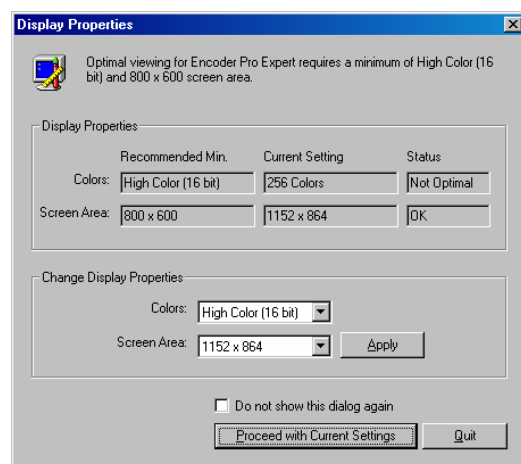 Display Properties
Optimal viewing for Encoder Pro Expert requires a minimum of High Color (16
bit) and 800 x 600 screen area.
Display Properties
Recommended Min. Current Setting Status
Colors: High Color (16 bit) 256 Colors Not Optimal
Screen Area: 800 x 600 1152 x 864 OK
Change Display Properties
Colors: High Color (16 bit)
Screen Area: 1152 x 864 Apply
Do not show this dialog again
Proceed with Current Settings Quit